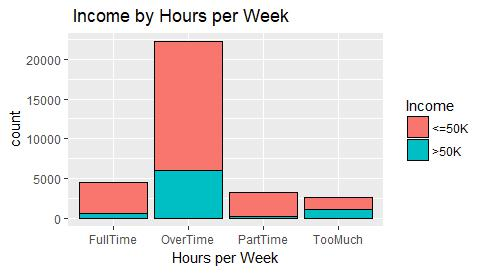 Income by Hours per Week
20000
15000
10000
5000
0
count
FullTime OverTime PartTime TooMuch
Hours per Week
Income
<=50K
>50K